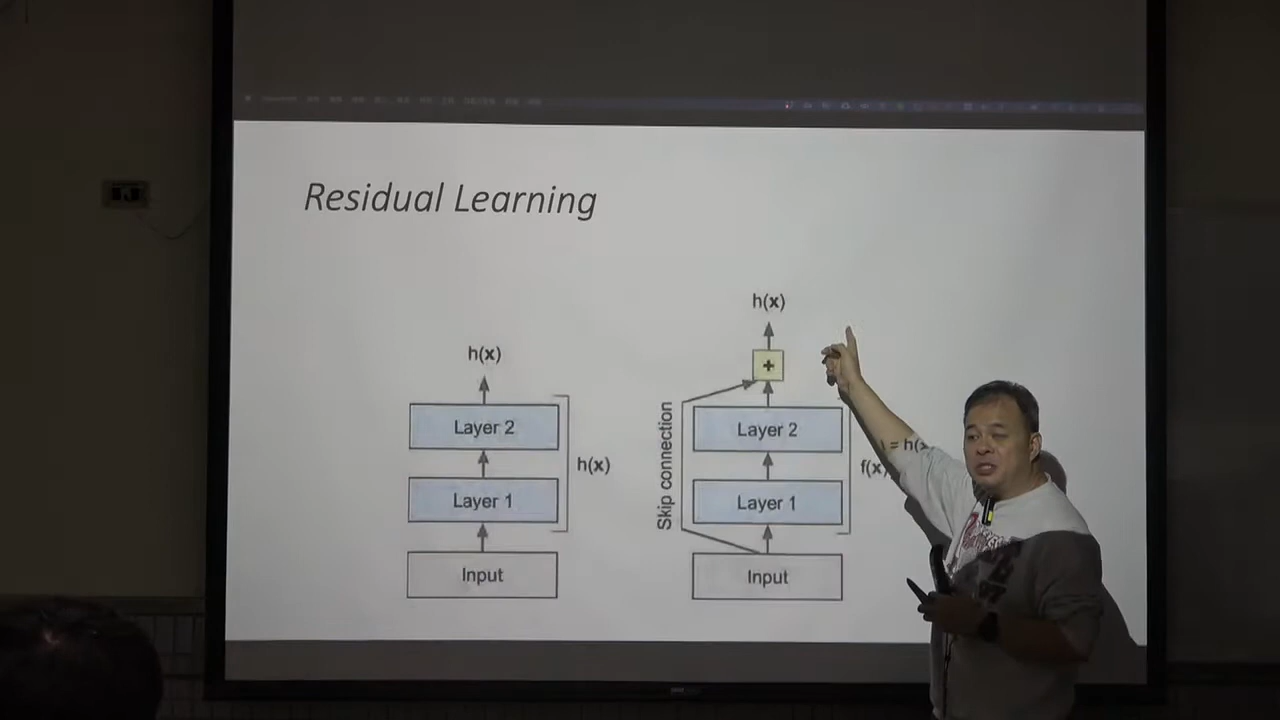 Residual Learning
h(x)
Layer 2
Layer 1
h(x)
Input
h(x)
+
Skip connection
Layer 2
Layer 1
f(x)
= h(
Input